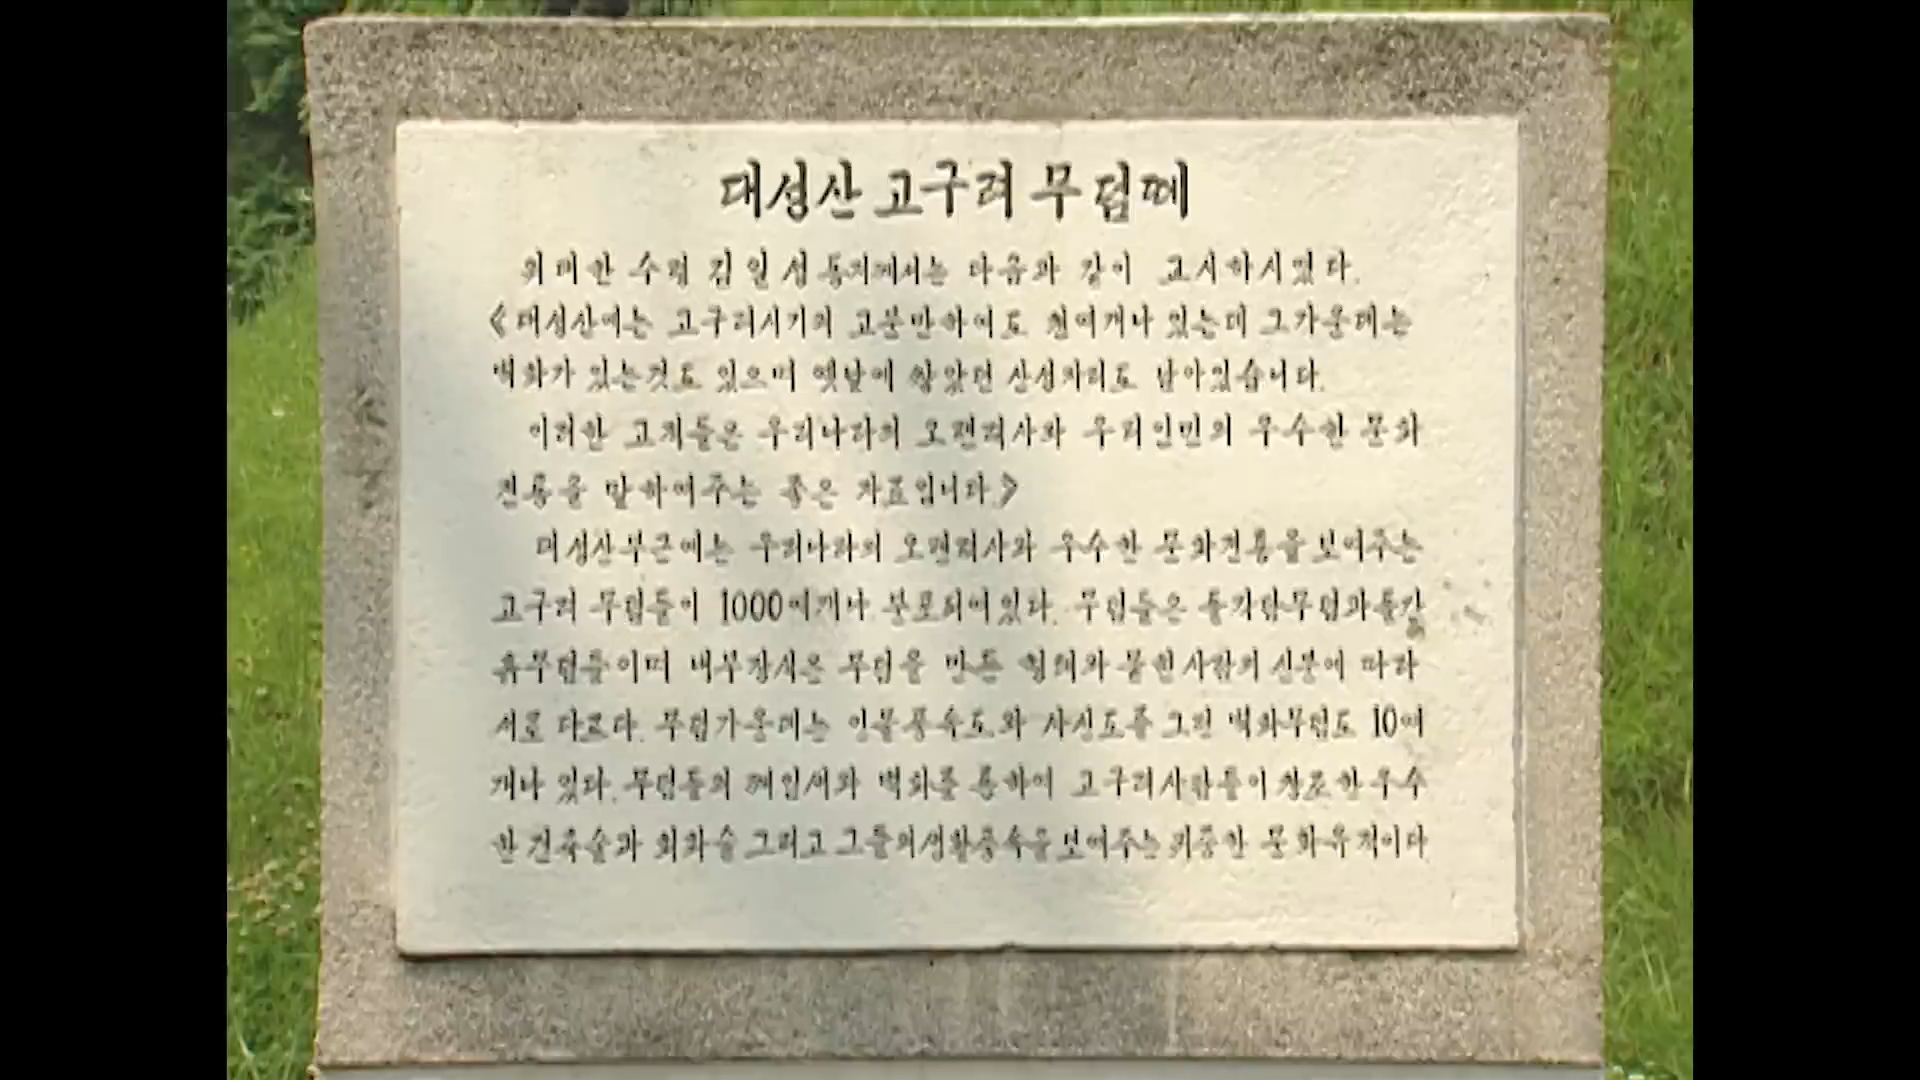 대성산 고구려 무덤떼
위대한 수령 김일성동지께서는 다음과 같이 교시하시였다.
《대성산에는 고구려시기의 고분만하여도 천여개나 있는데 그가운데는
벽화가 있는것도 있으며 옛날에 쌓았던 산성자리도 남아있습니다.
이러한 고적들은 우리나라의 오랜력사와 우리인민의 우수한 문화
전통을 말하여주는 좋은 자료입니다.》
대성산부근에는 우리나라의 오랜력사와 우수한 문화전통을 보여주는
고구려 무덤들이 1000여개나 분포되여있다. 무덤들은 돌각담무덤과 돌칸
흙무덤들이며 내부장식은 무덤을 만든 형태와 묻힌사람의 신분에 따라
서로 다르다. 무덤가운데는 인물풍속도와 사신도를 그린 벽화무덤도 10여
개나 있다. 무덤들의 짜임새와 벽화를 통하여 고구려사람들이 창조한 우수
한 건축술과 회화술 그리고 그들의 생활풍속을 보여주는 귀중한 문화유적이다